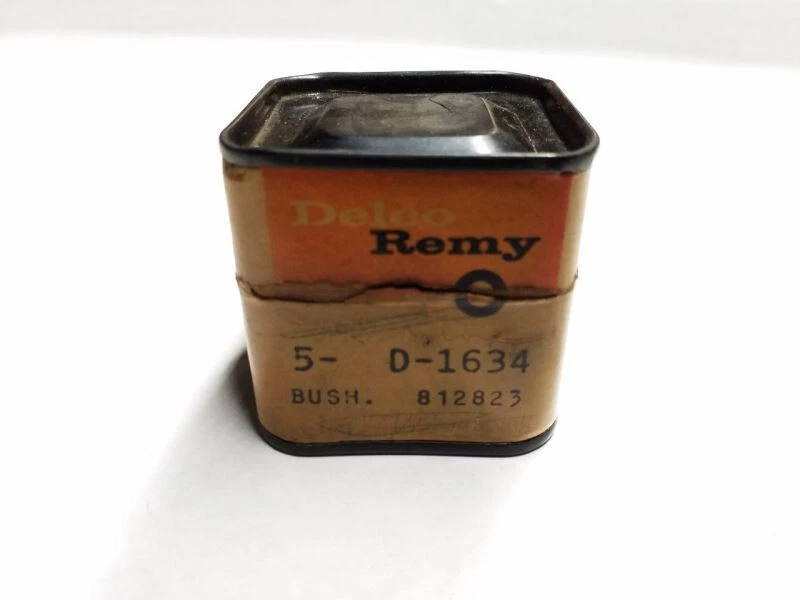 Delco
Remy
5- D-1634
BUSH. 812823